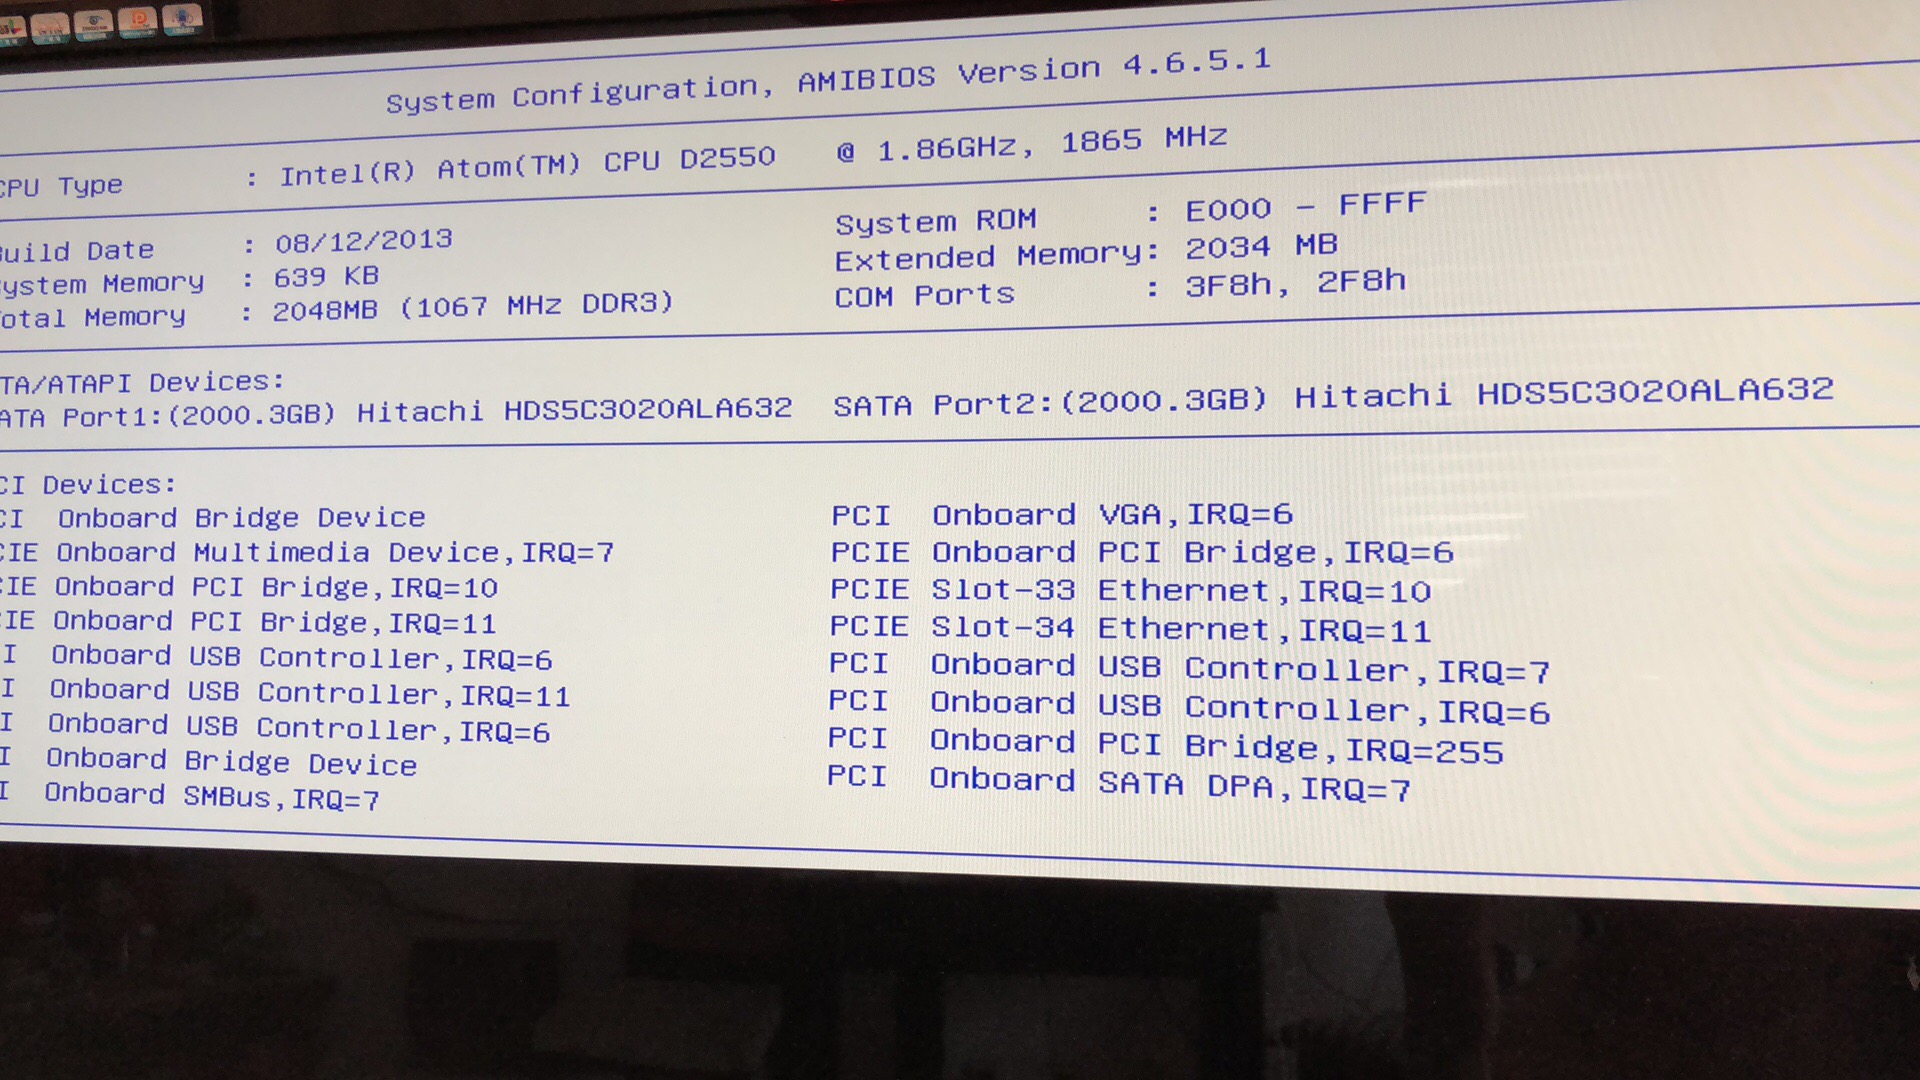 System Configuration, AMIBIOS Version 4.6.5.1
CPU Type : Intel(R) Atom(TM) CPU D2550 @ 1.86GHz, 1865 MHz
uild Date : 08/12/2013 System ROM : E000 - FFFF
ystem Memory : 639 KB Extended Memory: 2034 MB
otal Memory : 2048MB (1067 MHz DDR3) COM Ports : 3F8h, 2F8h
TA/ATAPI Devices:
ATA Port1:(2000.3GB) Hitachi HDS5C3020ALA632 SATA Port2:(2000.3GB) Hitachi HDS5C3020ALA632
CI Devices:
CI Onboard Bridge Device PCI Onboard VGA,IRQ=6
CIE Onboard Multimedia Device,IRQ=7 PCIE Onboard PCI Bridge,IRQ=6
CIE Onboard PCI Bridge,IRQ=10 PCIE Slot-33 Ethernet,IRQ=10
CIE Onboard PCI Bridge,IRQ=11 PCIE Slot-34 Ethernet,IRQ=11
I Onboard USB Controller,IRQ=6 PCI Onboard USB Controller,IRQ=7
I Onboard USB Controller,IRQ=11 PCI Onboard USB Controller,IRQ=6
I Onboard USB Controller,IRQ=6 PCI Onboard PCI Bridge,IRQ=255
I Onboard Bridge Device PCI Onboard SATA DPA,IRQ=7
I Onboard SMBus,IRQ=7